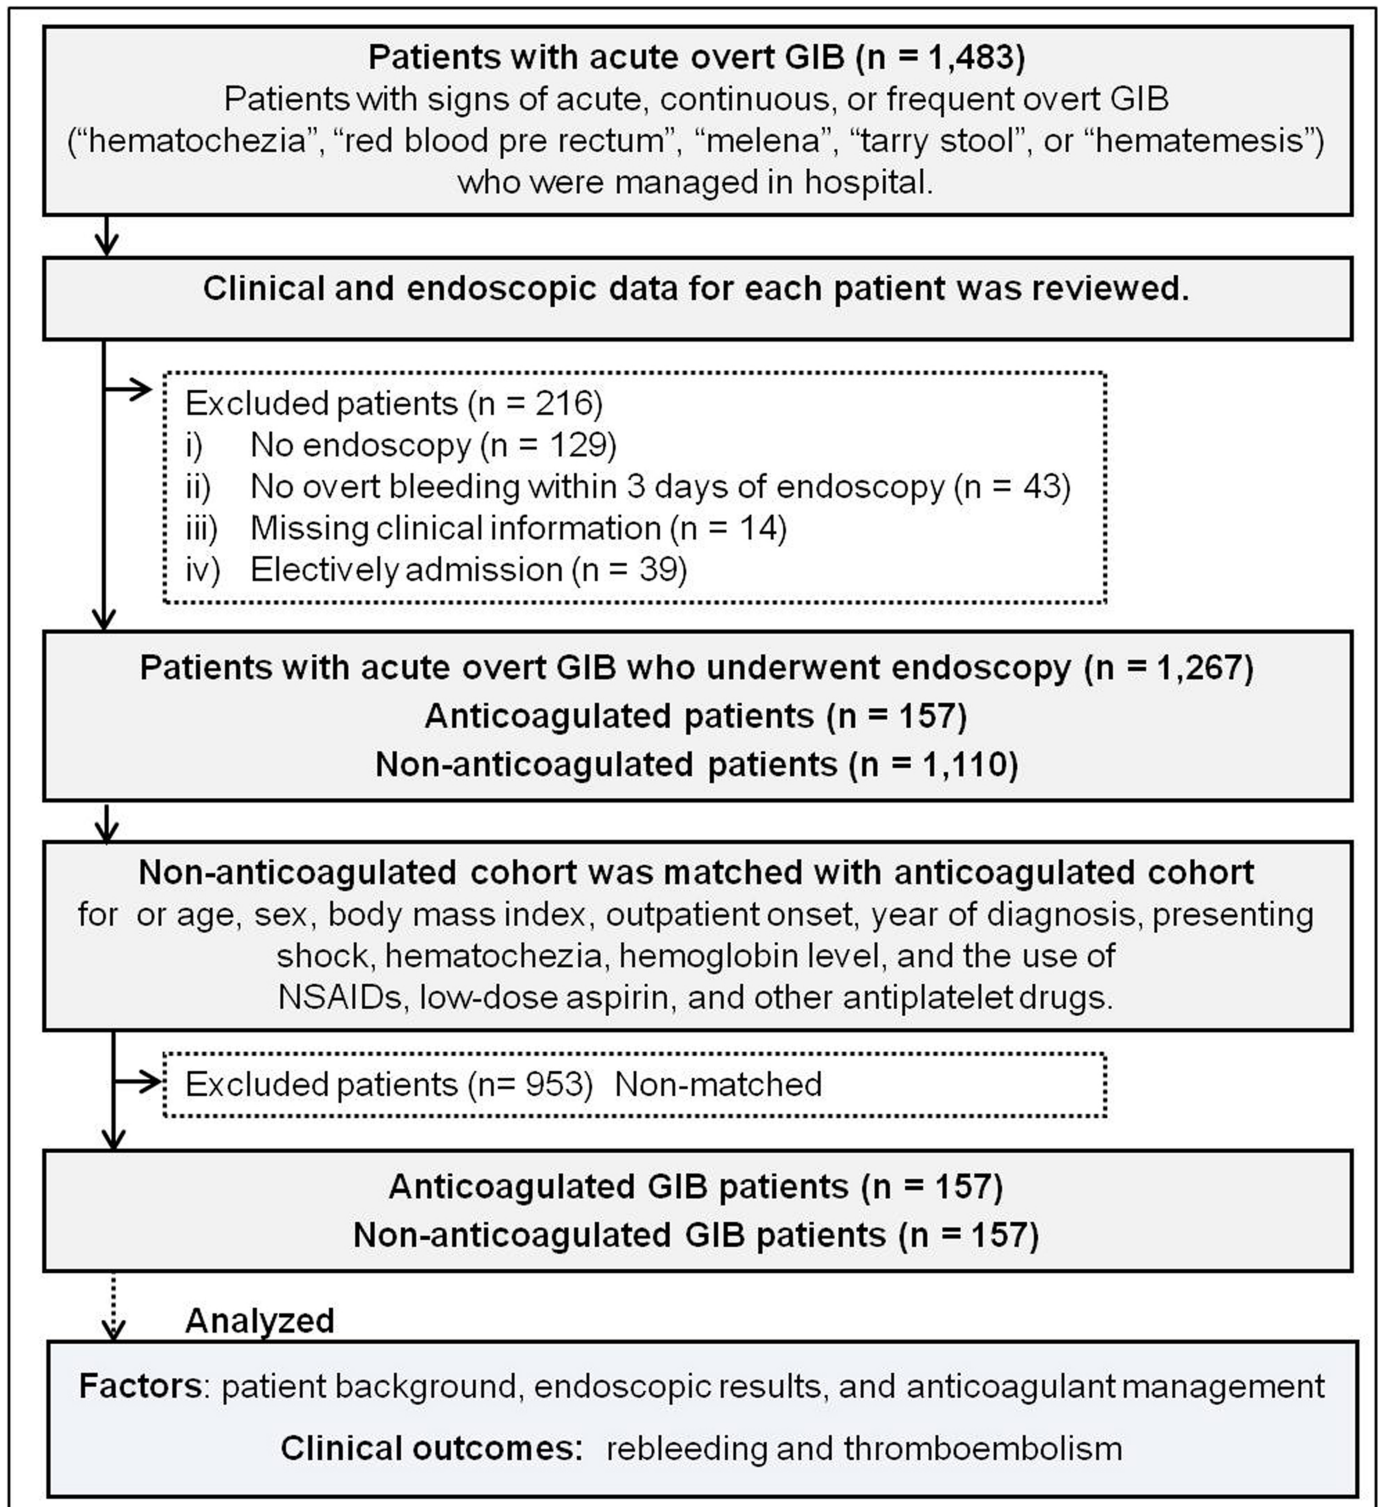 Patients with acute overt GIB (n = 1,483)
Patients with signs of acute, continuous, or frequent overt GIB
(“hematochezia”, “red blood pre rectum”, “melena”, “tarry stool”, or “hematemesis”)
who were managed in hospital.
Clinical and endoscopic data for each patient was reviewed.
Excluded patients (n = 216)
i) No endoscopy (n = 129)
ii) No overt bleeding within 3 days of endoscopy (n = 43)
iii) Missing clinical information (n = 14)
iv) Electively admission (n = 39)
Patients with acute overt GIB who underwent endoscopy (n = 1,267)
Anticoagulated patients (n = 157)
Non-anticoagulated patients (n = 1,110)
Non-anticoagulated cohort was matched with anticoagulated cohort
for or age, sex, body mass index, outpatient onset, year of diagnosis, presenting
shock, hematochezia, hemoglobin level, and the use of
NSAIDs, low-dose aspirin, and other antiplatelet drugs.
Excluded patients (n= 953) Non-matched
Anticoagulated GIB patients (n = 157)
Non-anticoagulated GIB patients (n = 157)
Analyzed
Factors: patient background, endoscopic results, and anticoagulant management
Clinical outcomes: rebleeding and thromboembolism